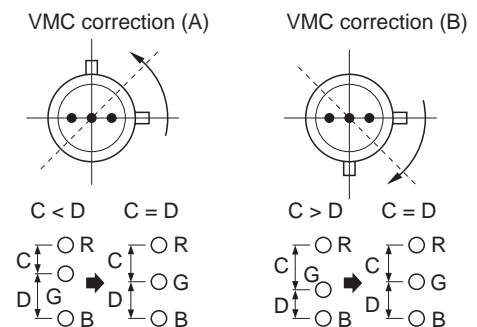 VMC correction (A)
VMC correction (B)
C < D C = D
C > D C = D
R
C
D G
B
R
C
G
D
B
R
C G
D
B
R
C
G
D
B